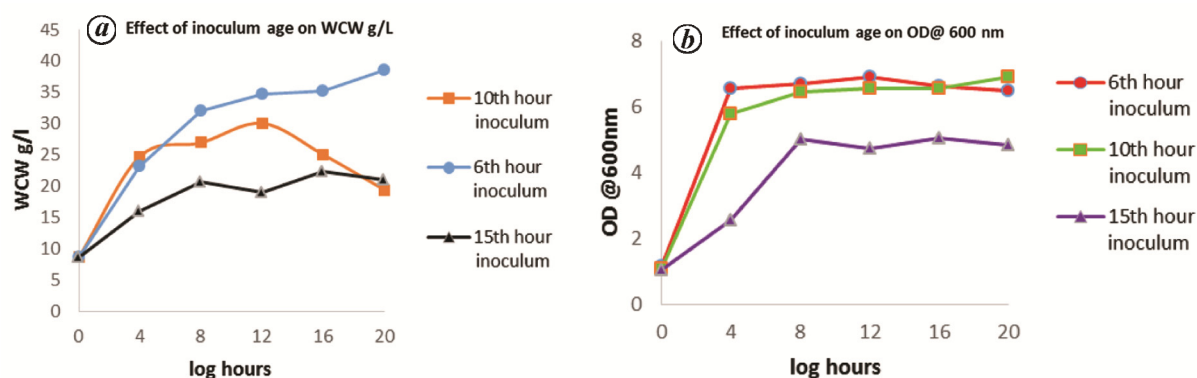 a Effect of inoculum age on WCW g/L
45
40
35
30
25
20
15
10
5
0
WCW g/l
0 4 8 12 16 20
log hours
10th hour
inoculum
6th hour
inoculum
15th hour
inoculum
b Effect of inoculum age on OD@ 600 nm
8
6
4
2
0
OD @600nm
0 4 8 12 16 20
log hours
6th hour
inoculum
10th hour
inoculum
15th hour
inoculum